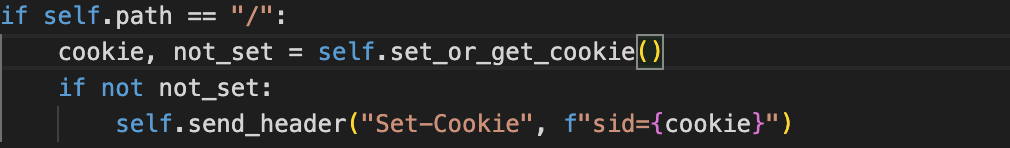 if self.path == "/":
cookie, not_set = self.set_or_get_cookie()
if not not_set:
self.send_header("Set-Cookie", f"sid={cookie}")